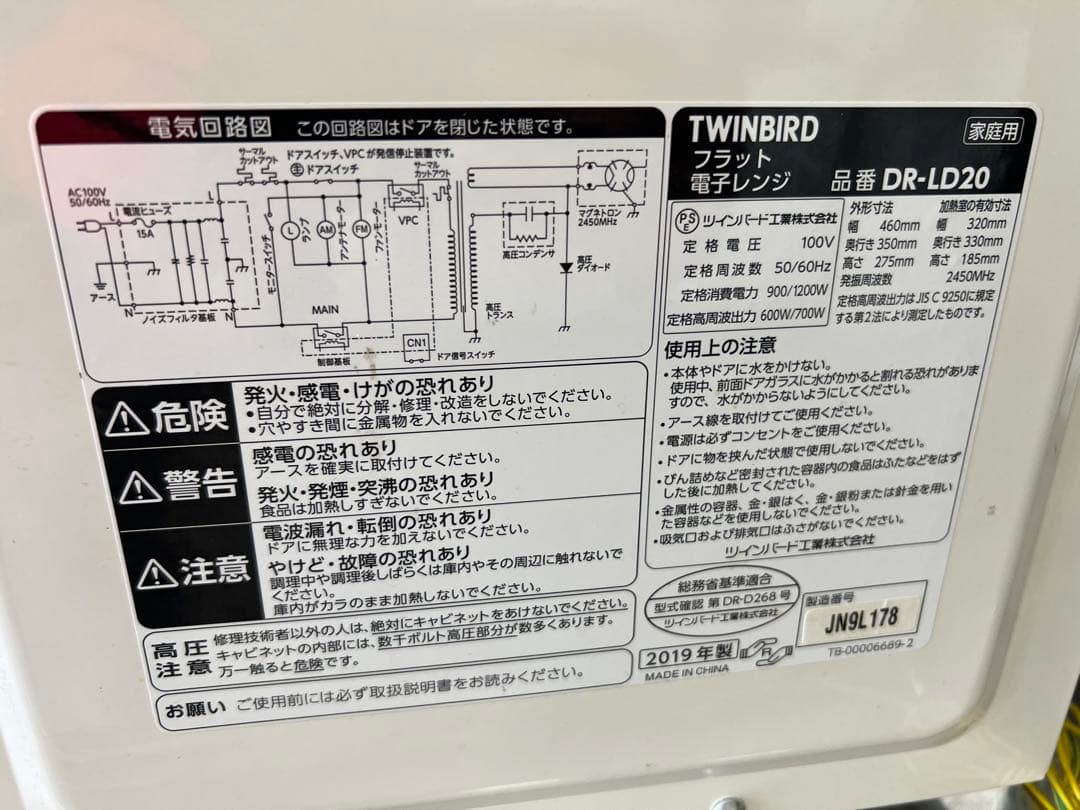 電気回路図 この回路図はドアを閉じた状態です。
サーマル
カットアウト
ドアスイッチ、VPCが発信停止装置です。
主 ドアスイッチ
サーマル
カットアウト
AC100V
50/60Hz
L
電流ヒューズ
15A
L
モニタースイッチ
L
ランプ
AM
アンテナモーター
FM
ファンモーター
VPC
マグネトロン
2450MHz
高圧コンデンサ
高圧
ダイオード
アース
N
ノイズフィルタ基板
N
MAIN
高圧
トランス
制御基板
CN1
ドア信号スイッチ
危険
発火・感電・けがの恐れあり
•自分で絶対に分解・修理・改造をしないでください。
•穴やすき間に金属物を入れないでください。
警告
感電の恐れあり
アースを確実に取付けてください。
発火・発煙・突沸の恐れあり
食品は加熱しすぎないでください。
注意
電波漏れ・転倒の恐れあり
ドアに無理な力を加えないでください。
やけど・故障の恐れあり
調理中や調理後しばらくは庫内やその周辺に触れないで
ください。
庫内がカラのまま加熱しないでください。
高圧
注意
修理技術者以外の人は、絶対にキャビネットをあけないでください。
キャビネットの内部には、数千ボルト高圧部分が数多くあります。
万一触ると危険です。
お願い ご使用前には必ず取扱説明書をお読みください。
TWINBIRD
家庭用
フラット
電子レンジ
品番 DR-LD20
PSE ツインバード工業株式会社
定格電圧 100V
定格周波数 50/60Hz
定格消費電力 900/1200W
定格高周波出力 600W/700W
外形寸法
幅 460mm
奥行き350mm
高さ 275mm
加熱室の有効寸法
幅 320mm
奥行き330mm
高さ 185mm
発振周波数 2450MHz
定格高周波出力はJIS C 9250に規定
する第2法により測定したものです。
使用上の注意
・本体やドアに水をかけない。
使用中、前面ドアガラスに水がかかると割れる恐れがありま
すので、水がかからないようにしてください。
・アース線を取付けてご使用ください。
・電源は必ずコンセントをご使用ください。
・ドアに物を挟んだ状態で使用しないでください。
・びん詰めなど密封された容器内の食品はふたなどをはず
した後に加熱してください。
・金属性の容器、金・銀はく、金・銀粉または針金を用い
た容器などを使用しないでください。
・吸気口および排気口はふさがないでください。
ツインバード工業株式会社
総務省基準適合
型式確認 第 DR-D268 号
ツインバード工業株式会社
製造番号
JN9L178
2019年製
R
MADE IN CHINA
TB-00006689-2